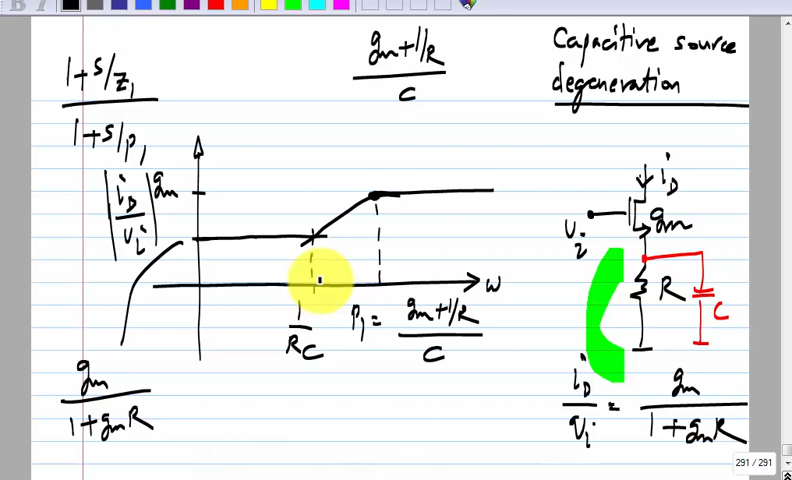 Capacitive source
degeneration
gm+1/R
C
1+s/z1
1+s/p1
|iD/vi|
gm
iD
gm
vi
R
C
ω
1/RC
p1 = (gm+1/R)/C
gm/(1+gmR)
iD/vi = gm/(1+gmR)
291 / 291